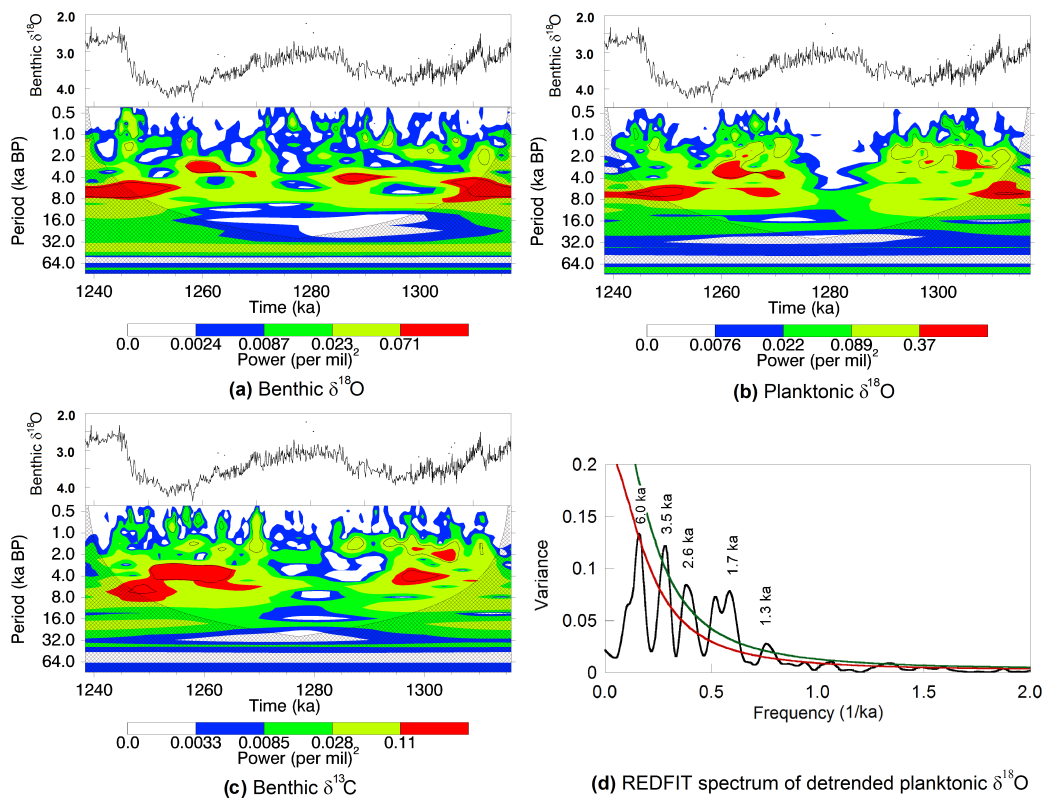 2.0
3.0
4.0
Benthic δ18O
0.5
1.0
2.0
4.0
8.0
16.0
32.0
64.0
Period (ka BP)
1240 1260 1280 1300
Time (ka)
0.0 0.0024 0.0087 0.023 0.071
Power (per mil)2
(a) Benthic δ18O
2.0
3.0
4.0
Benthic δ18O
0.5
1.0
2.0
4.0
8.0
16.0
32.0
64.0
Period (ka BP)
1240 1260 1280 1300
Time (ka)
0.0 0.0076 0.022 0.089 0.37
Power (per mil)2
(b) Planktonic δ18O
2.0
3.0
4.0
Benthic δ18O
0.5
1.0
2.0
4.0
8.0
16.0
32.0
64.0
Period (ka BP)
1240 1260 1280 1300
Time (ka)
0.0 0.0033 0.0085 0.028 0.11
Power (per mil)2
(c) Benthic δ13C
0.2
0.15
0.1
0.05
0
Variance
6.0 ka
3.5 ka
2.6 ka
1.7 ka
1.3 ka
0.0 0.5 1.0 1.5 2.0
Frequency (1/ka)
(d) REDFIT spectrum of detrended planktonic δ18O